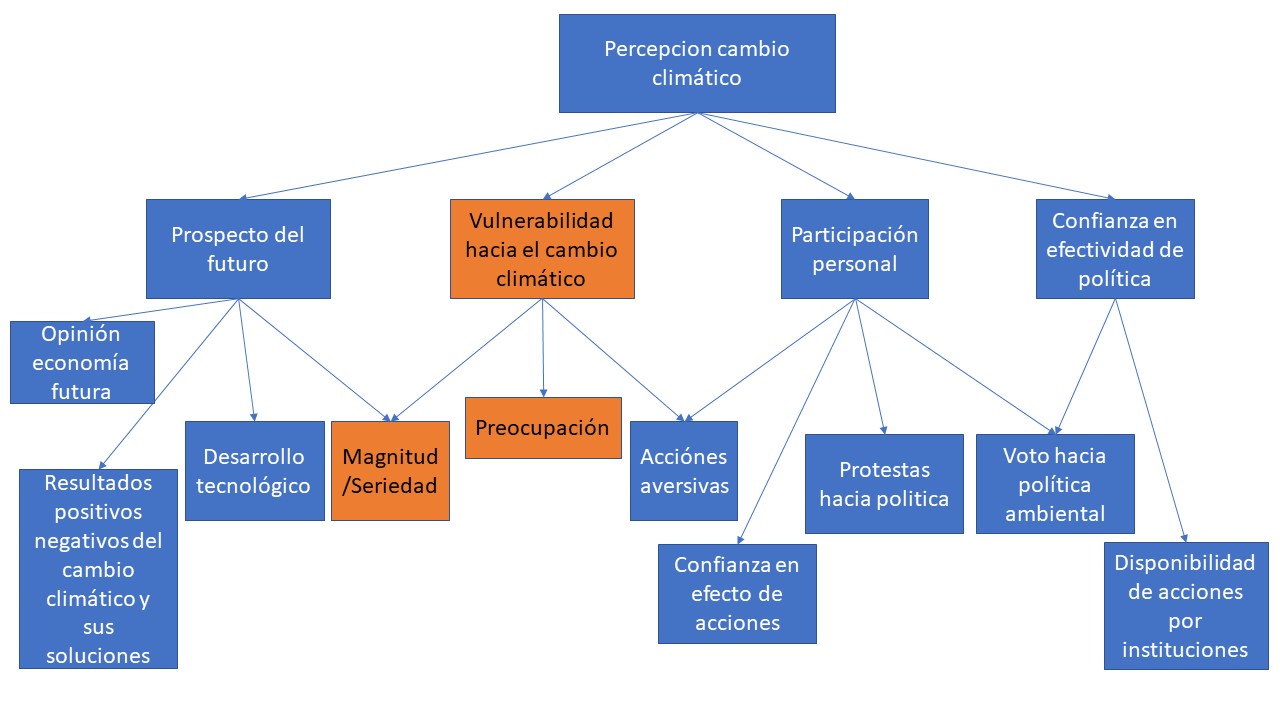 Percepcion cambio
climático
Prospecto del
futuro
Vulnerabilidad
hacia el cambio
climático
Participación
personal
Confianza en
efectividad de
política
Opinión
economía
futura
Resultados
positivos
negativos del
cambio
climático y
sus
soluciones
Desarrollo
tecnológico
Magnitud
/Seriedad
Preocupación
Acciónes
aversivas
Confianza en
efecto de
acciones
Protestas
hacia politica
Voto hacia
política
ambiental
Disponibilidad
de acciones
por
instituciones